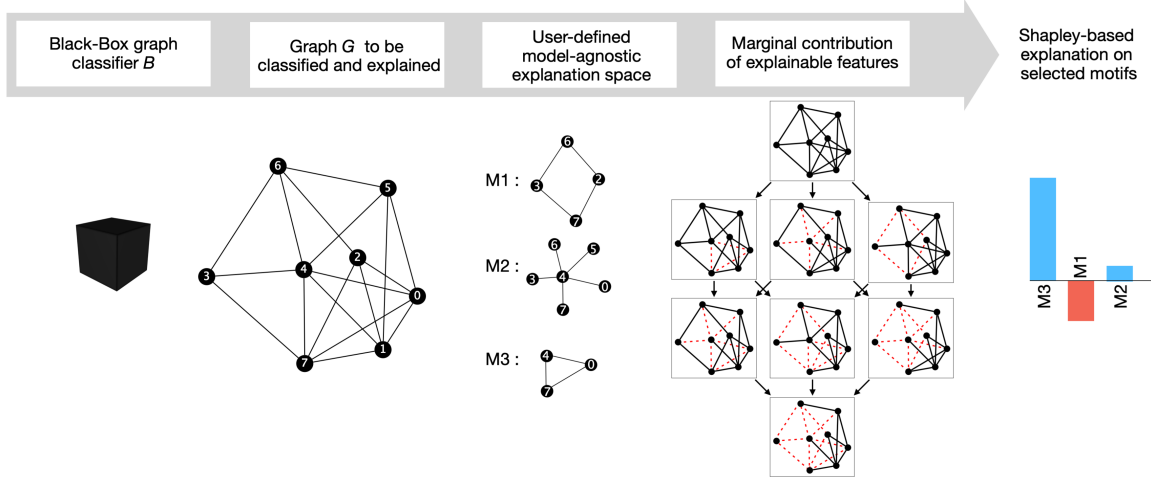 Black-Box graph
classifier B
Graph G to be
classified and explained
User-defined
model-agnostic
explanation space
Marginal contribution
of explainable features
Shapley-based
explanation on
selected motifs
6
5
3
4
2
0
7
1
M1 :
6
3
2
7
M2 :
6
5
3
4
0
7
M3 :
4
0
7
M3
M1
M2